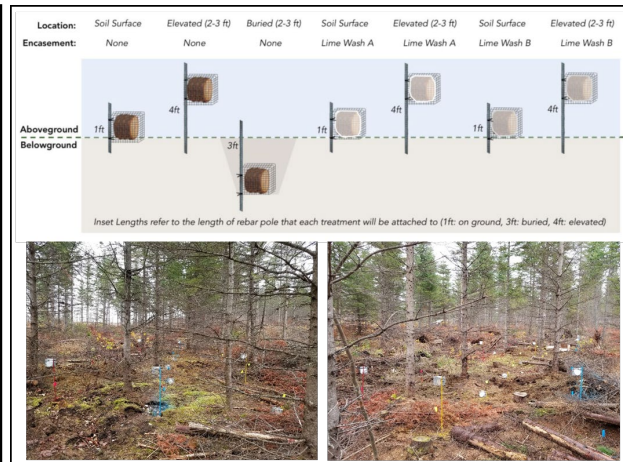 Location: Soil Surface Elevated (2-3 ft) Buried (2-3 ft) Soil Surface Elevated (2-3 ft) Soil Surface Elevated (2-3 ft)
Encasement: None None None Lime Wash A Lime Wash A Lime Wash B Lime Wash B
1ft 4ft 3ft 1ft 4ft 1ft 4ft
Aboveground
Belowground
Inset Lengths refer to the length of rebar pole that each treatment will be attached to (1ft: on ground, 3ft: buried, 4ft: elevated)